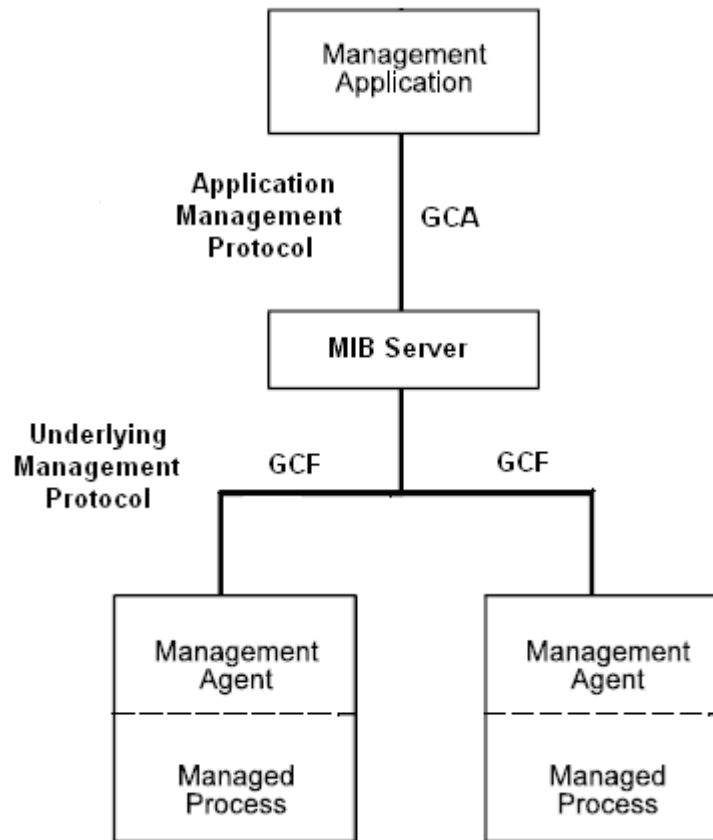 Management
Application
Application
Management
Protocol
GCA
MIB Server
Underlying
Management
Protocol
GCF
GCF
Management
Agent
Managed
Process
Management
Agent
Managed
Process